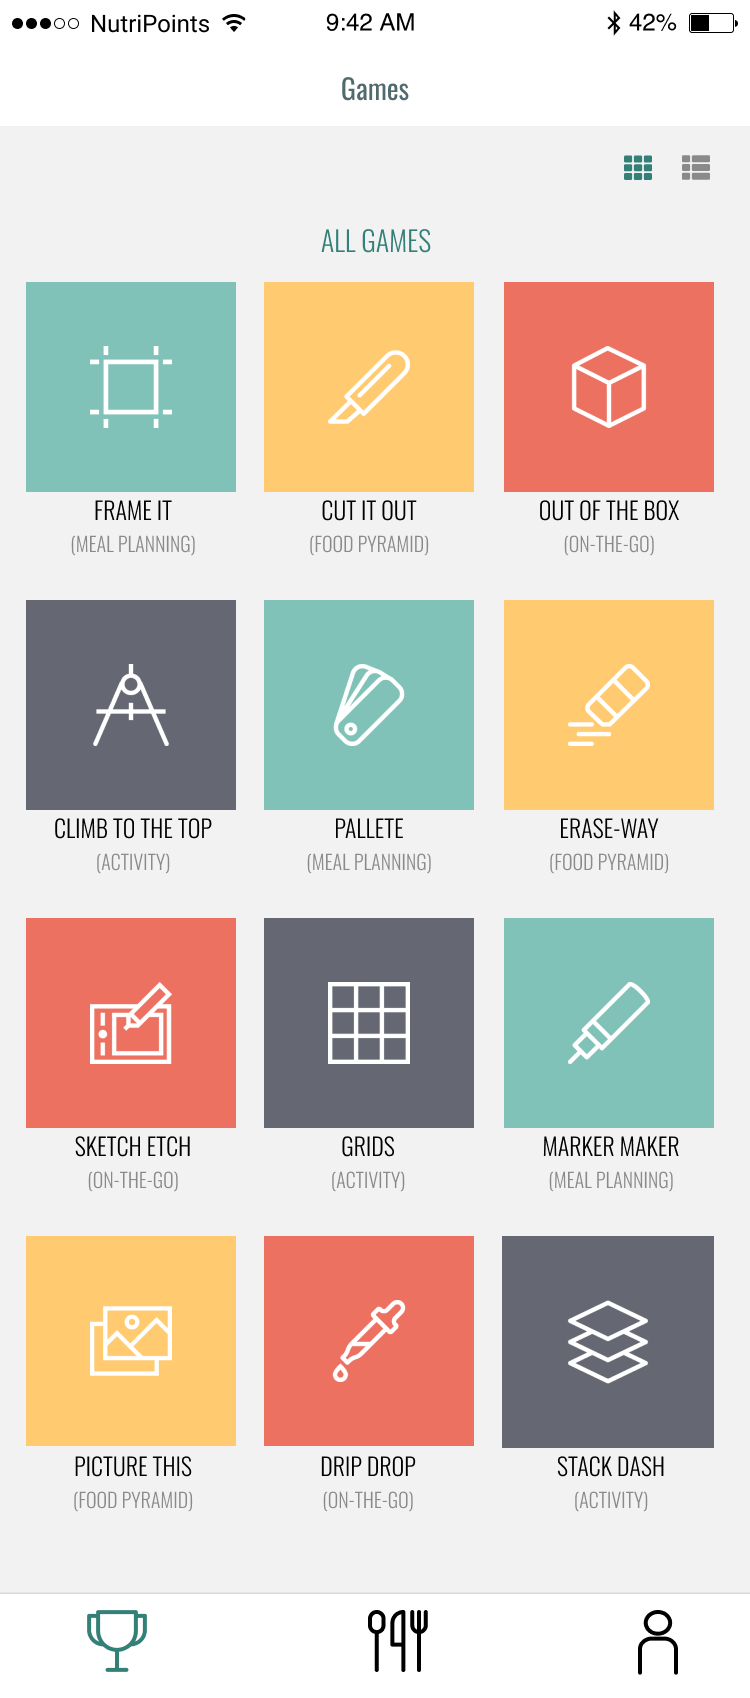 NutriPoints 9:42 AM 42%
Games
ALL GAMES
FRAME IT CUT IT OUT OUT OF THE BOX
(MEAL PLANNING) (FOOD PYRAMID) (ON-THE-GO)
CLIMB TO THE TOP PALLETE ERASE-WAY
(ACTIVITY) (MEAL PLANNING) (FOOD PYRAMID)
SKETCH ETCH GRIDS MARKER MAKER
(ON-THE-GO) (ACTIVITY) (MEAL PLANNING)
PICTURE THIS DRIP DROP STACK DASH
(FOOD PYRAMID) (ON-THE-GO) (ACTIVITY)